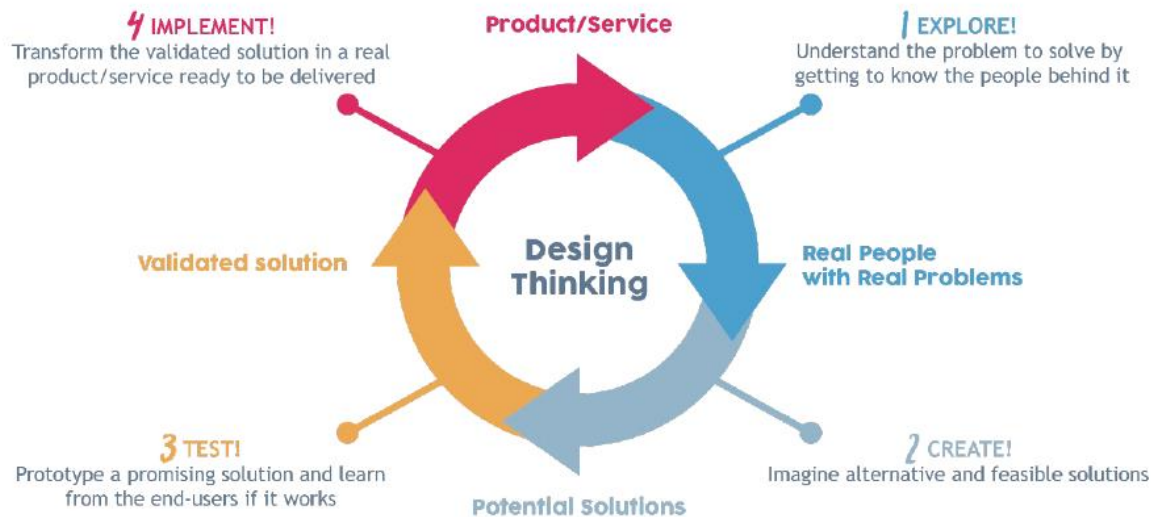 4 IMPLEMENT!
Transform the validated solution in a real
product/service ready to be delivered
Product/Service
1 EXPLORE!
Understand the problem to solve by
getting to know the people behind it
Validated solution
Design
Thinking
Real People
with Real Problems
3 TEST!
Prototype a promising solution and learn
from the end-users if it works
Potential Solutions
2 CREATE!
Imagine alternative and feasible solutions